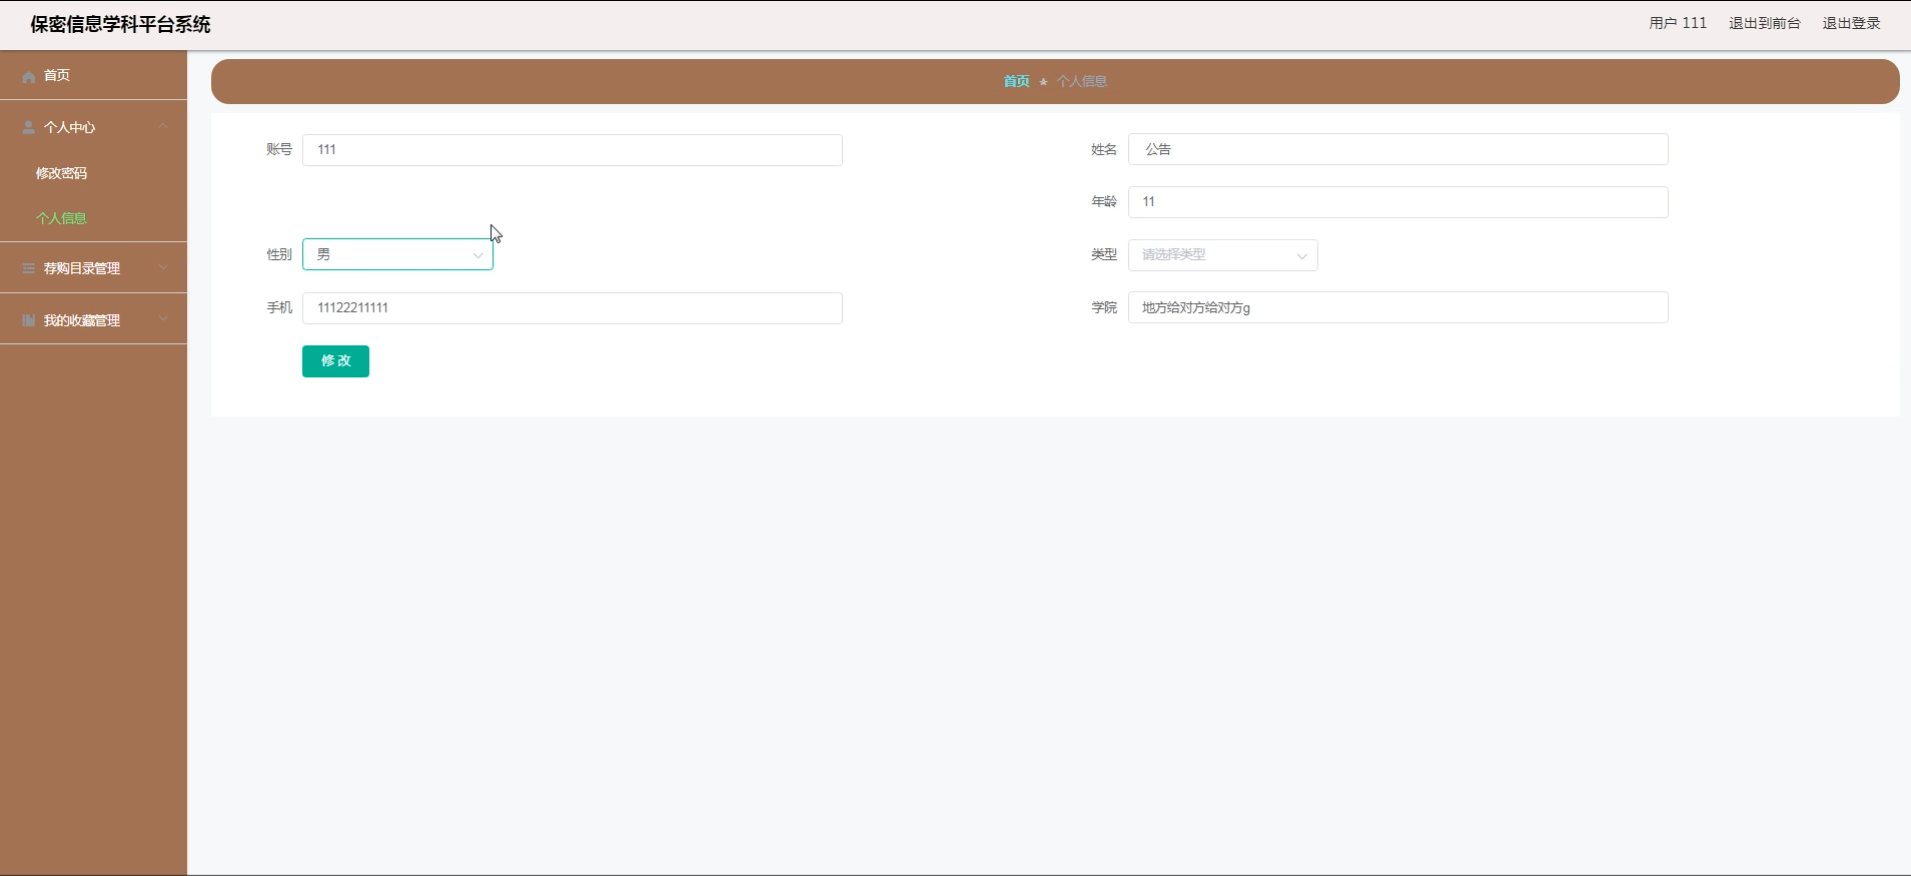 保密信息学科平台系统
用户 111 退出到前台 退出登录
首页
个人中心
修改密码
个人信息
荐购目录管理
我的收藏管理
首页 ★ 个人信息
账号 111
姓名 公告
年龄 11
性别 男
类型 请选择类型
手机 11122211111
学院 地方给对方给对方g
修 改